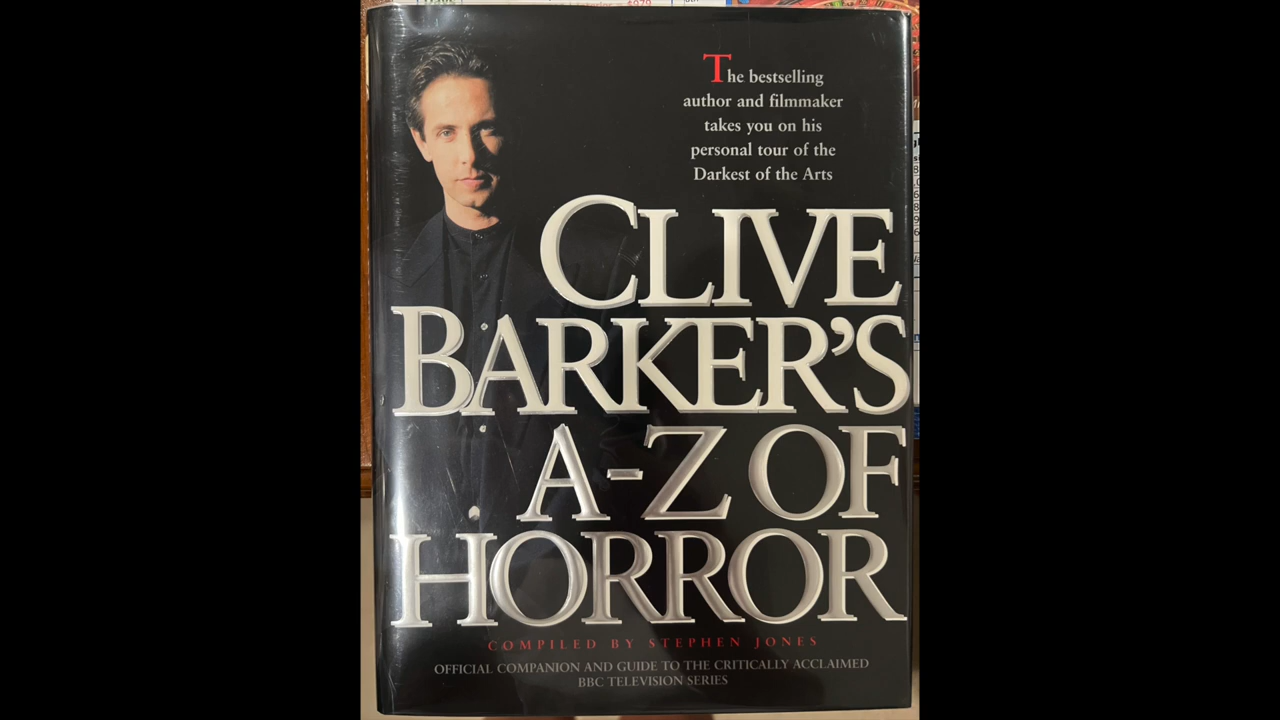 The bestselling
author and filmmaker
takes you on his
personal tour of the
Darkest of the Arts
CLIVE
BARKER'S
A-Z OF
HORROR
COMPILED BY STEPHEN JONES
OFFICIAL COMPANION AND GUIDE TO THE CRITICALLY ACCLAIMED
BBC TELEVISION SERIES